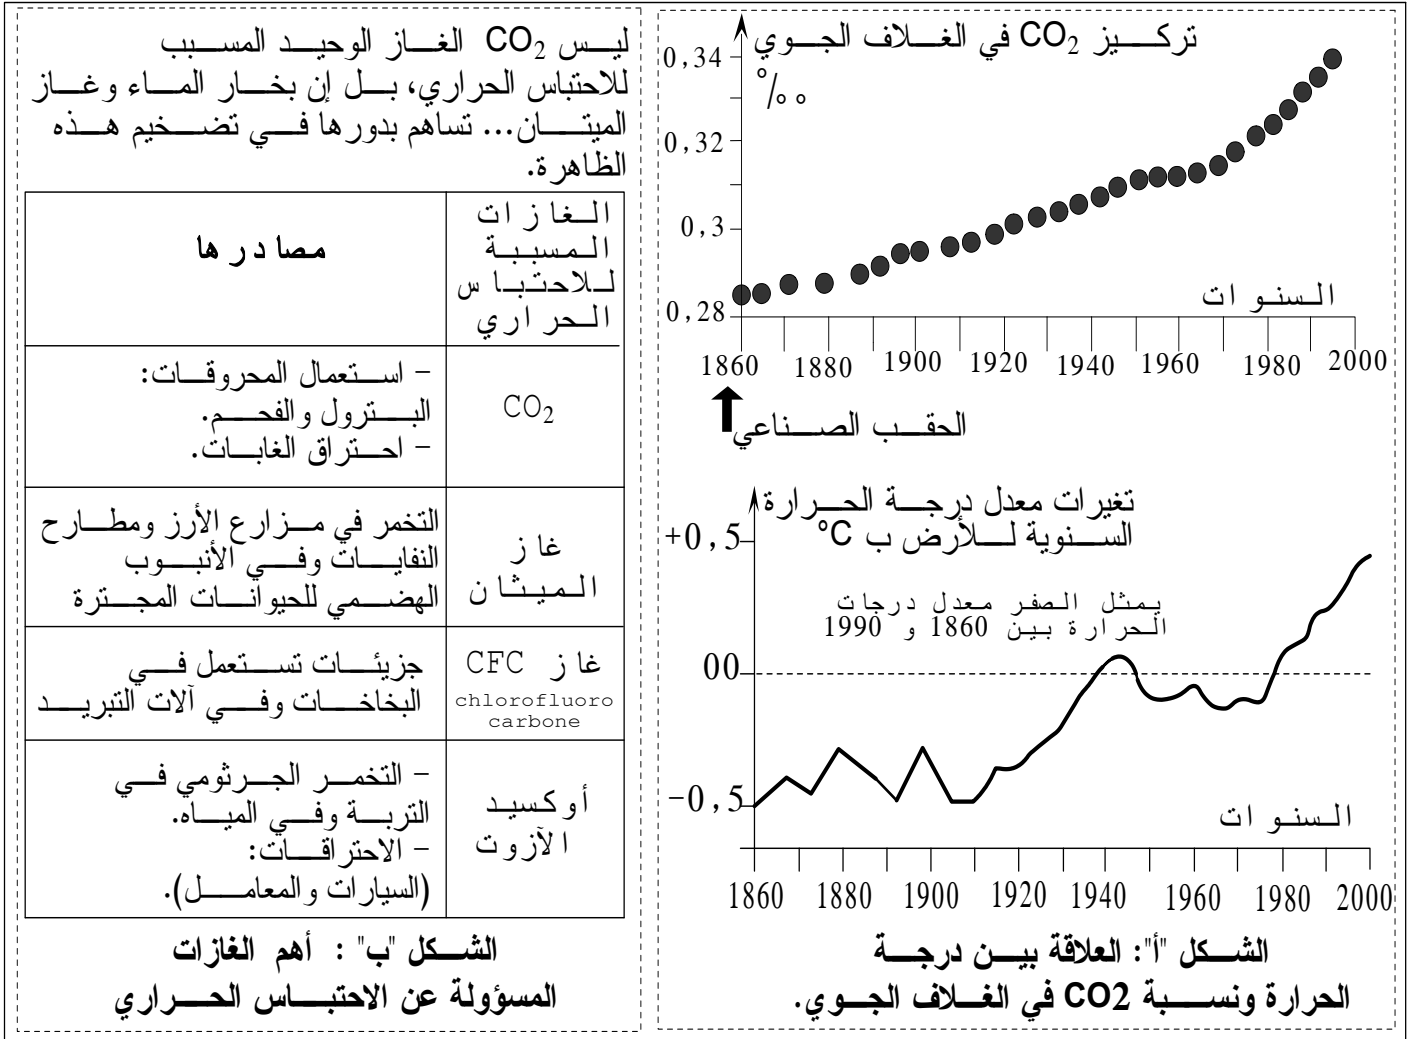 تركيز CO2 في الغلاف الجوي
‰
0,34
0,32
0,3
0,28
السنوات
1860
1880
1900
1920
1940
1960
1980
2000
الحقب الصناعي
تغيرات معدل درجة الحرارة
السنوية للأرض ب °C
+0,5
يمثل الصفر معدل درجات
الحرارة بين 1860 و 1990
00
-0,5
السنوات
1860
1880
1900
1920
1940
1960
1980
2000
الشكل "أ": العلاقة بين درجة
الحرارة ونسبة CO2 في الغلاف الجوي.
ليس CO2 الغاز الوحيد المسبب
للاحتباس الحراري، بل إن بخار الماء وغاز
الميتان... تساهم بدورها في تضخيم هذه
الظاهرة.
الغازات
المسببة
للاحتباس
الحراري
مصادرها
CO2
- استعمال المحروقات:
البترول والفحم.
- احتراق الغابات.
غاز
الميثان
التخمر في مزارع الأرز ومطارح
النفايات وفي الأنبوب
الهضمي للحيوانات المجترة
غاز CFC
chlorofluoro
carbone
جزيئات تستعمل في
البخاخات وفي آلات التبريد
أوكسيد
الآزوت
- التخمر الجرثومي في
التربة وفي المياه.
- الاحتراقات:
(السيارات والمعامل).
الشكل "ب" : أهم الغازات
المسؤولة عن الاحتباس الحراري